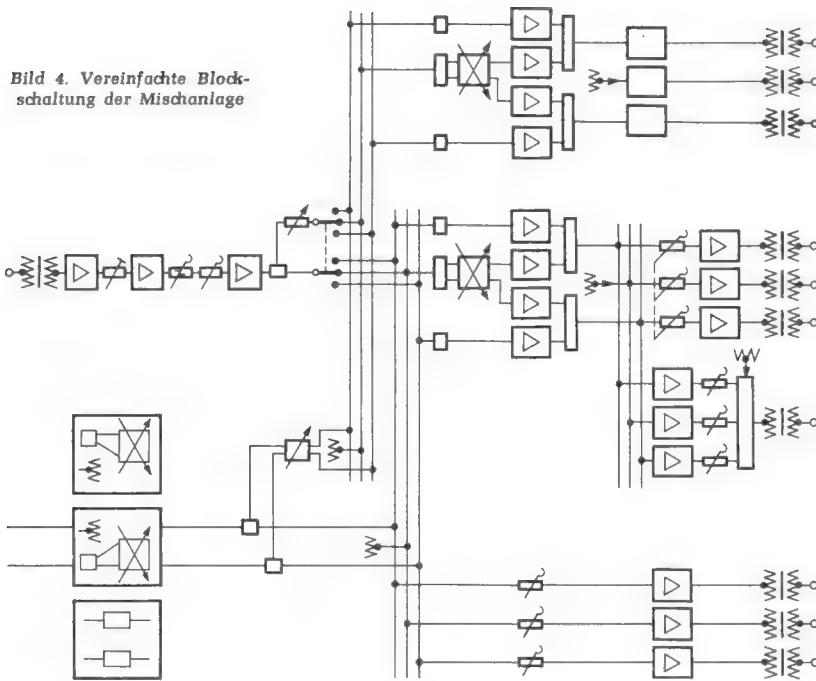 Bild 4. Vereinfachte Block-
schaltung der Mischanlage